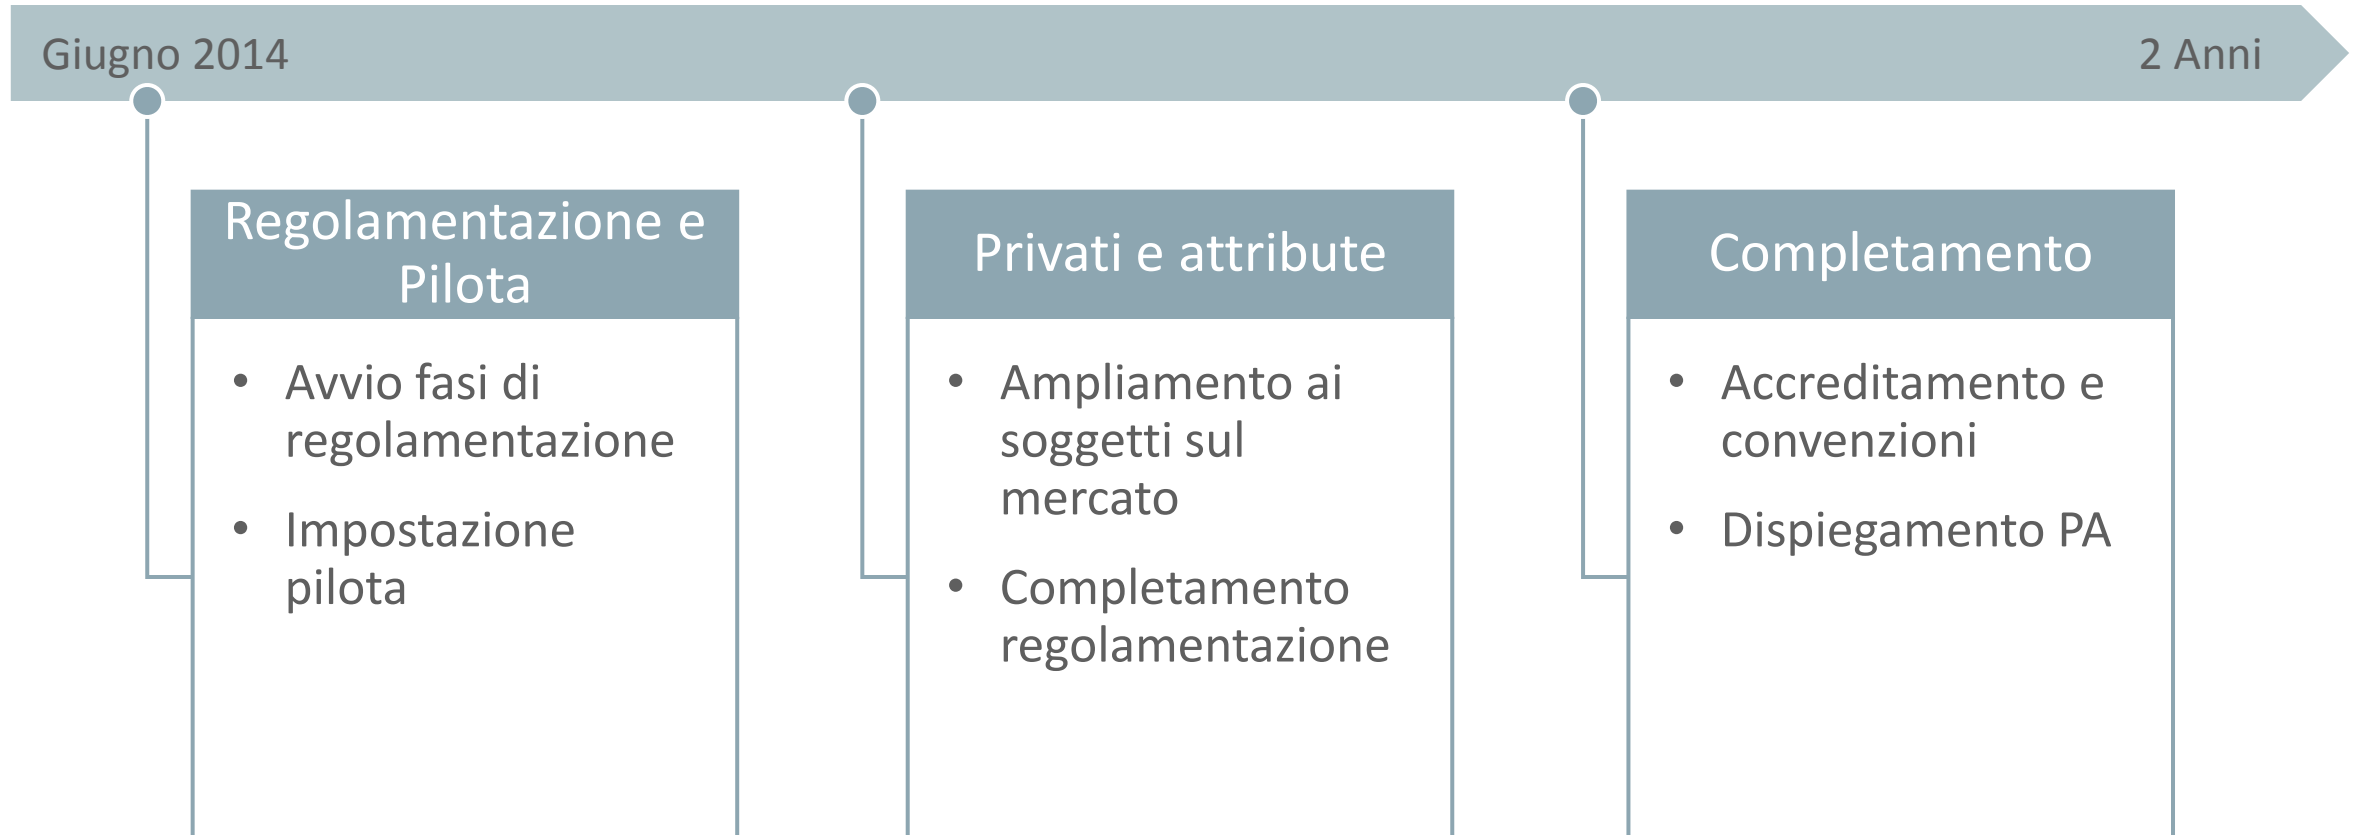 Giugno 2014
2 Anni
Regolamentazione e
Pilota
• Avvio fasi di
regolamentazione
• Impostazione
pilota
Privati e attribute
• Ampliamento ai
soggetti sul
mercato
• Completamento
regolamentazione
Completamento
• Accreditamento e
convenzioni
• Dispiegamento PA